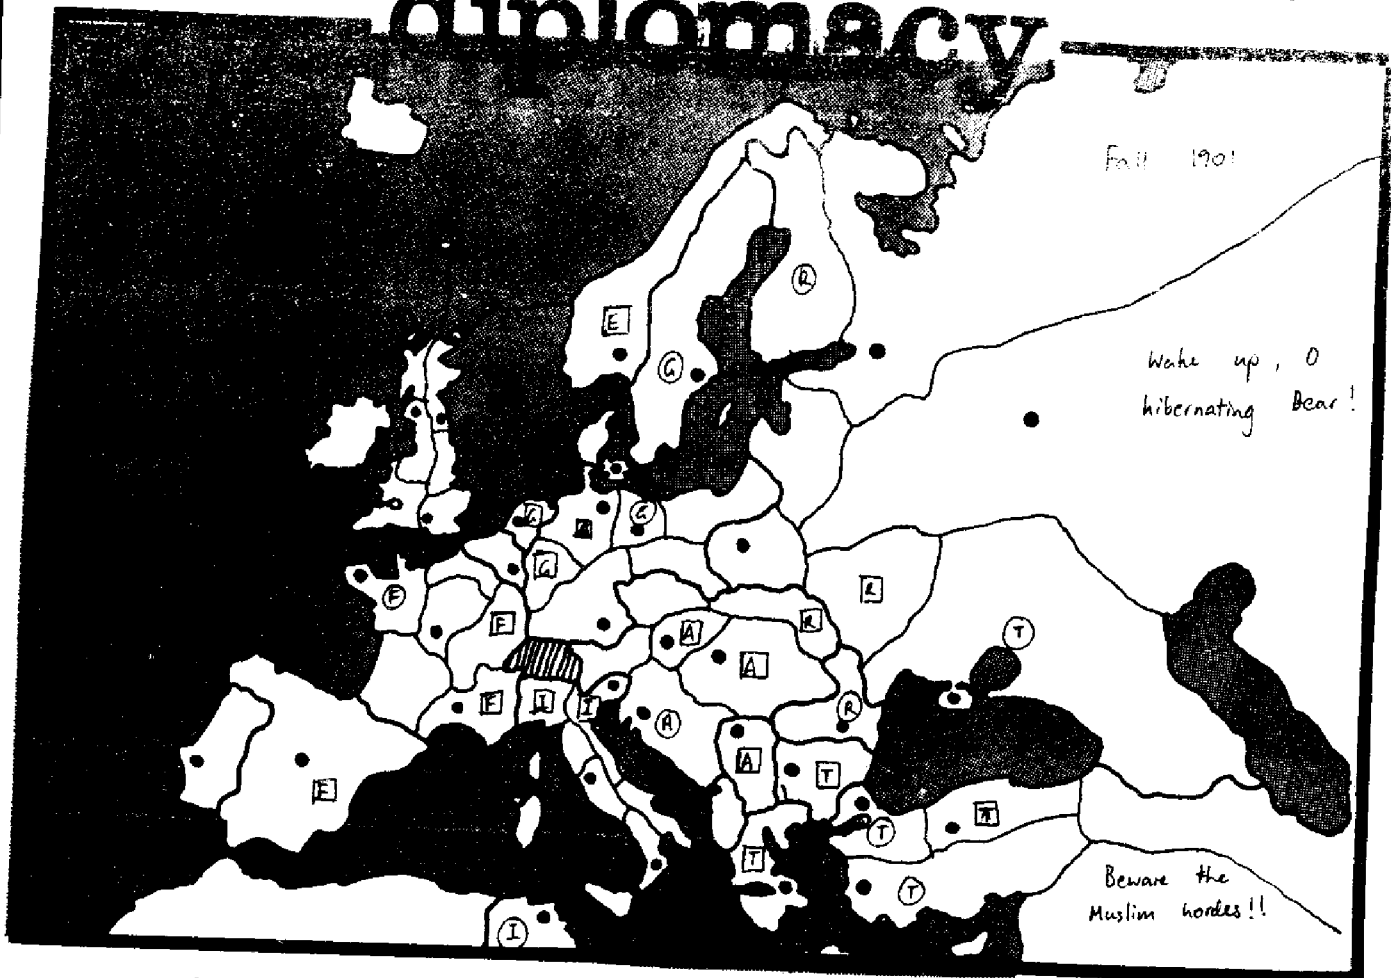 diplomacy
Fall 1901
R
E
Wake up, O
G
hibernating Bear!
G
G
G
R
F
R
T
F
A
A
F
I
I
R
A
A
T
F
T
T
T
T
Beware the
Muslim hordes!!
I